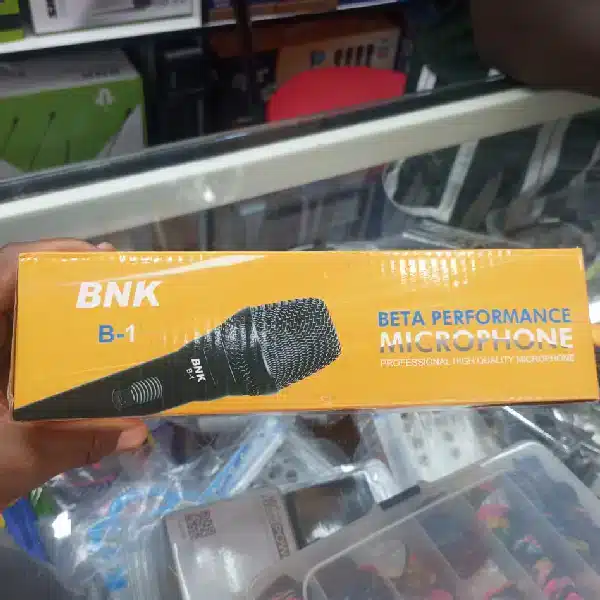 BNK
B-1
BNK
B-1
BETA PERFORMANCE
MICROPHONE
PROFESSIONAL HIGH QUALITY MICROPHONE